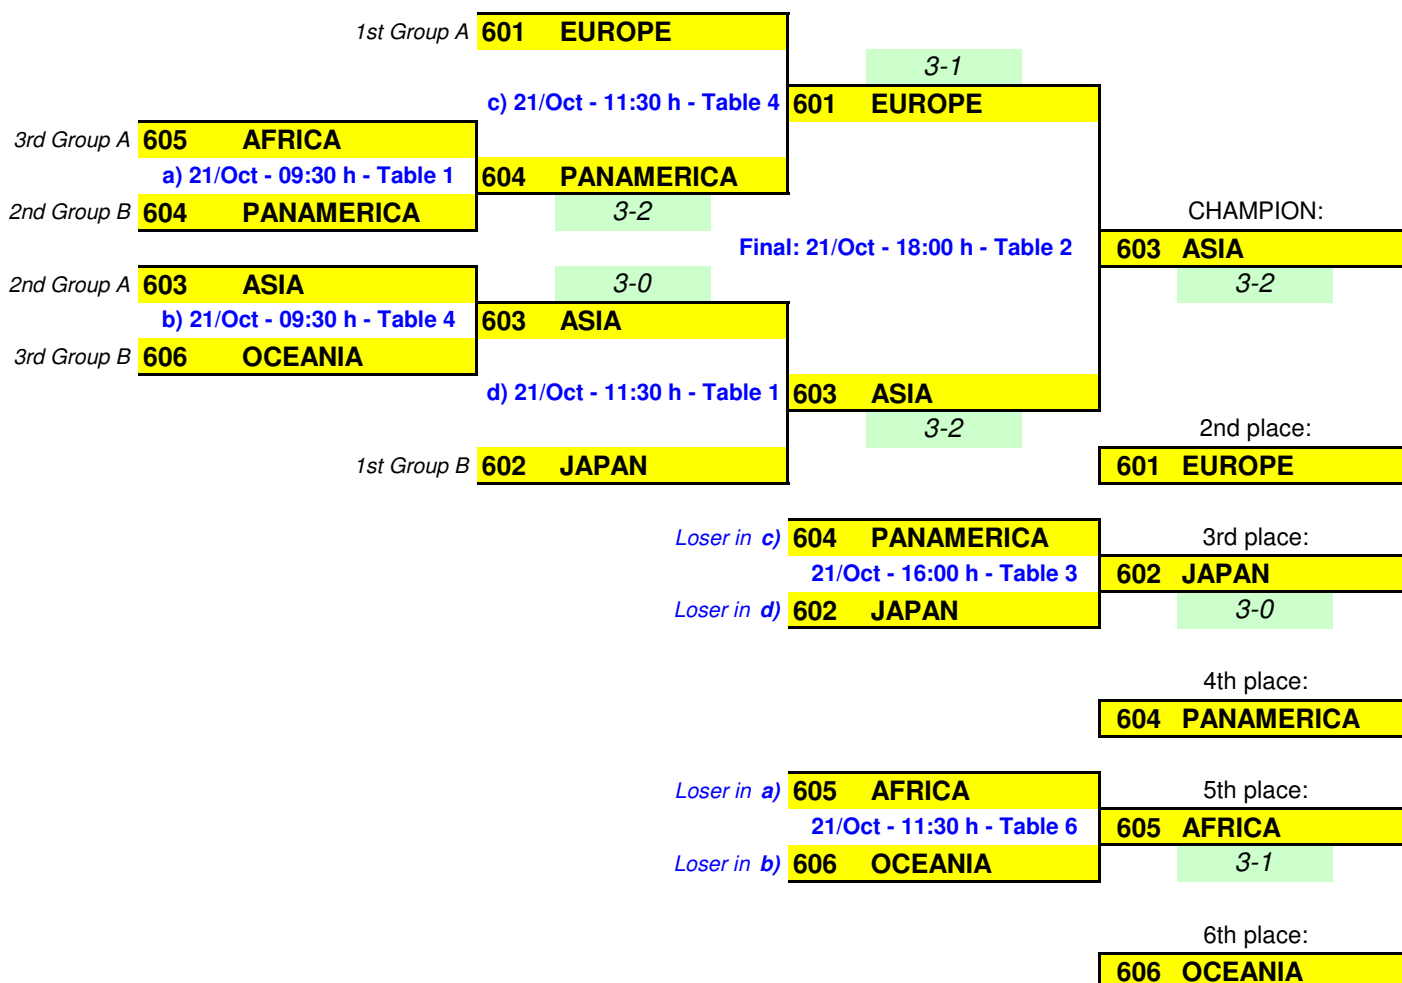 1st Group A 601 EUROPE
3-1
c) 21/Oct - 11:30 h - Table 4 601 EUROPE
3rd Group A 605 AFRICA
a) 21/Oct - 09:30 h - Table 1 604 PANAMERICA
2nd Group B 604 PANAMERICA 3-2 CHAMPION:
Final: 21/Oct - 18:00 h - Table 2 603 ASIA
2nd Group A 603 ASIA 3-0 3-2
b) 21/Oct - 09:30 h - Table 4 603 ASIA
3rd Group B 606 OCEANIA
d) 21/Oct - 11:30 h - Table 1 603 ASIA
3-2 2nd place:
1st Group B 602 JAPAN 601 EUROPE
Loser in c) 604 PANAMERICA 3rd place:
21/Oct - 16:00 h - Table 3 602 JAPAN
Loser in d) 602 JAPAN 3-0
4th place:
604 PANAMERICA
Loser in a) 605 AFRICA 5th place:
21/Oct - 11:30 h - Table 6 605 AFRICA
Loser in b) 606 OCEANIA 3-1
6th place:
606 OCEANIA